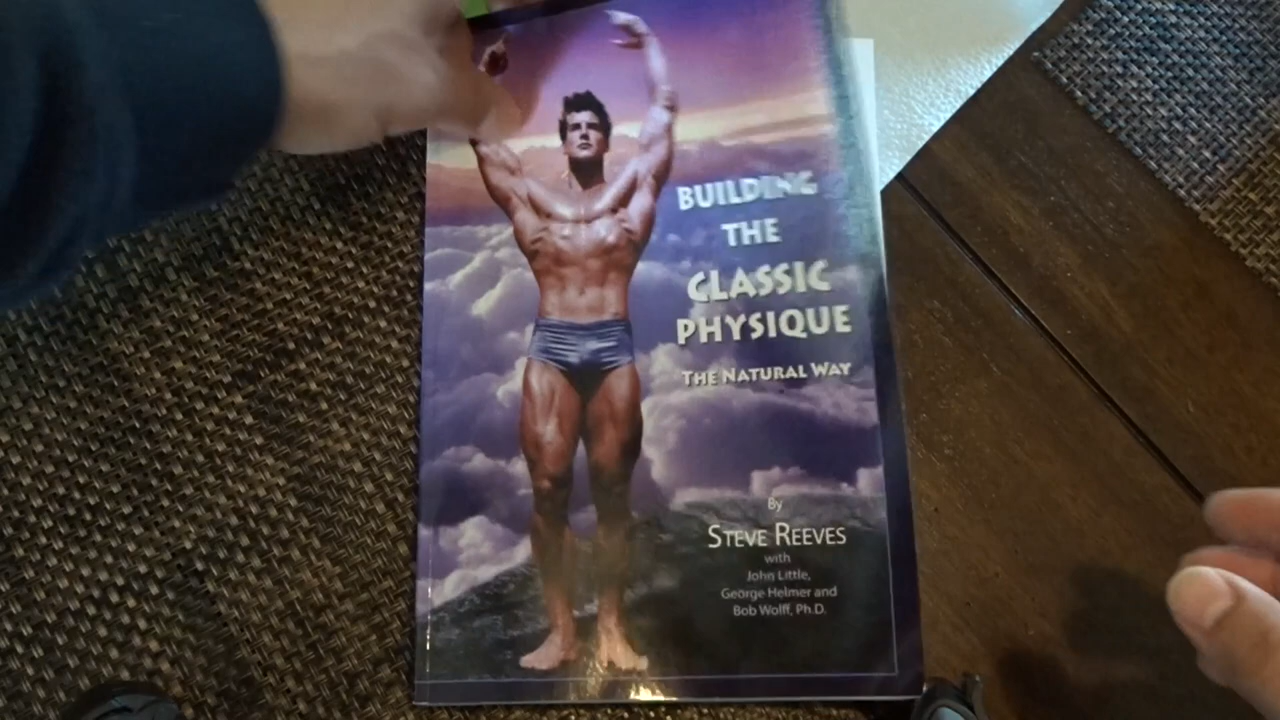 BUILDING
THE
CLASSIC
PHYSIQUE
THE NATURAL WAY
By
STEVE REEVES
with
John Little,
George Helmer and
Bob Wolff, Ph.D.